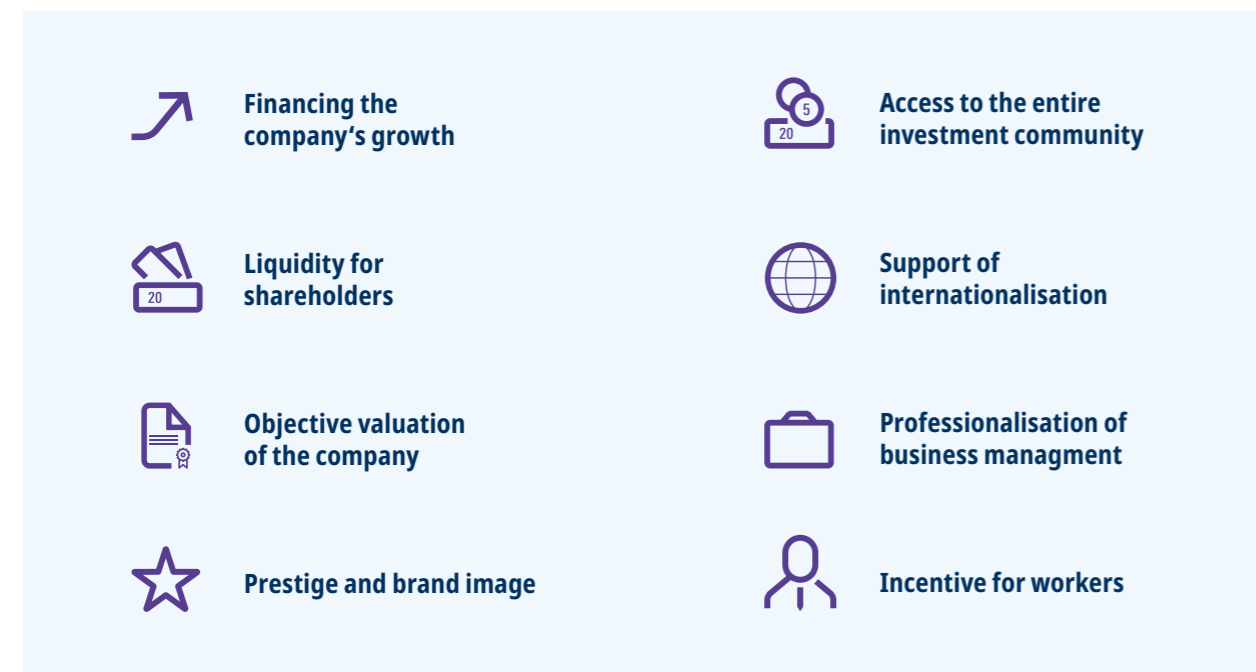 Financing the
company‘s growth
5
20
Access to the entire
investment community
20
Liquidity for
shareholders
Support of
internationalisation
Objective valuation
of the company
Professionalisation of
business managment
Prestige and brand image
Incentive for workers